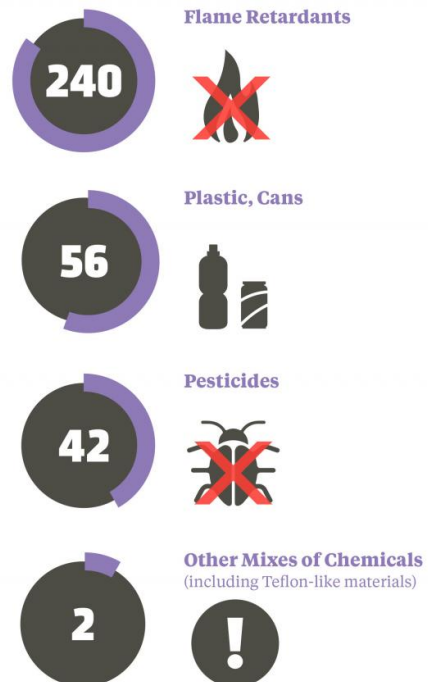 Flame Retardants
240
Plastic, Cans
56
Pesticides
42
Other Mixes of Chemicals
(including Teflon-like materials)
2
!